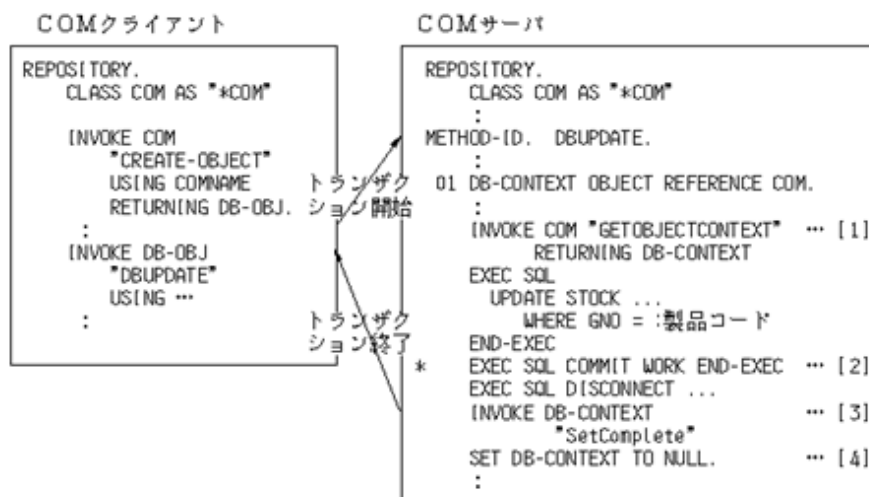 COMクライアント
REPOSITORY.
CLASS COM AS "*COM"
INVOKE COM
"CREATE-OBJECT"
USING COMNAME
RETURNING DB-OBJ.
:
INVOKE DB-OBJ
"DBUPDATE"
USING …
:
トランザク
ション開始
トランザク
ション終了
COMサーバ
REPOSITORY.
CLASS COM AS "*COM"
:
METHOD-ID. DBUPDATE.
:
01 DB-CONTEXT OBJECT REFERENCE COM.
:
INVOKE COM "GETOBJECTCONTEXT" … [1]
RETURNING DB-CONTEXT
EXEC SQL
UPDATE STOCK ...
WHERE GNO = :製品コード
END-EXEC
* EXEC SQL COMMIT WORK END-EXEC … [2]
EXEC SQL DISCONNECT ...
INVOKE DB-CONTEXT … [3]
"SetComplete"
SET DB-CONTEXT TO NULL. … [4]
: